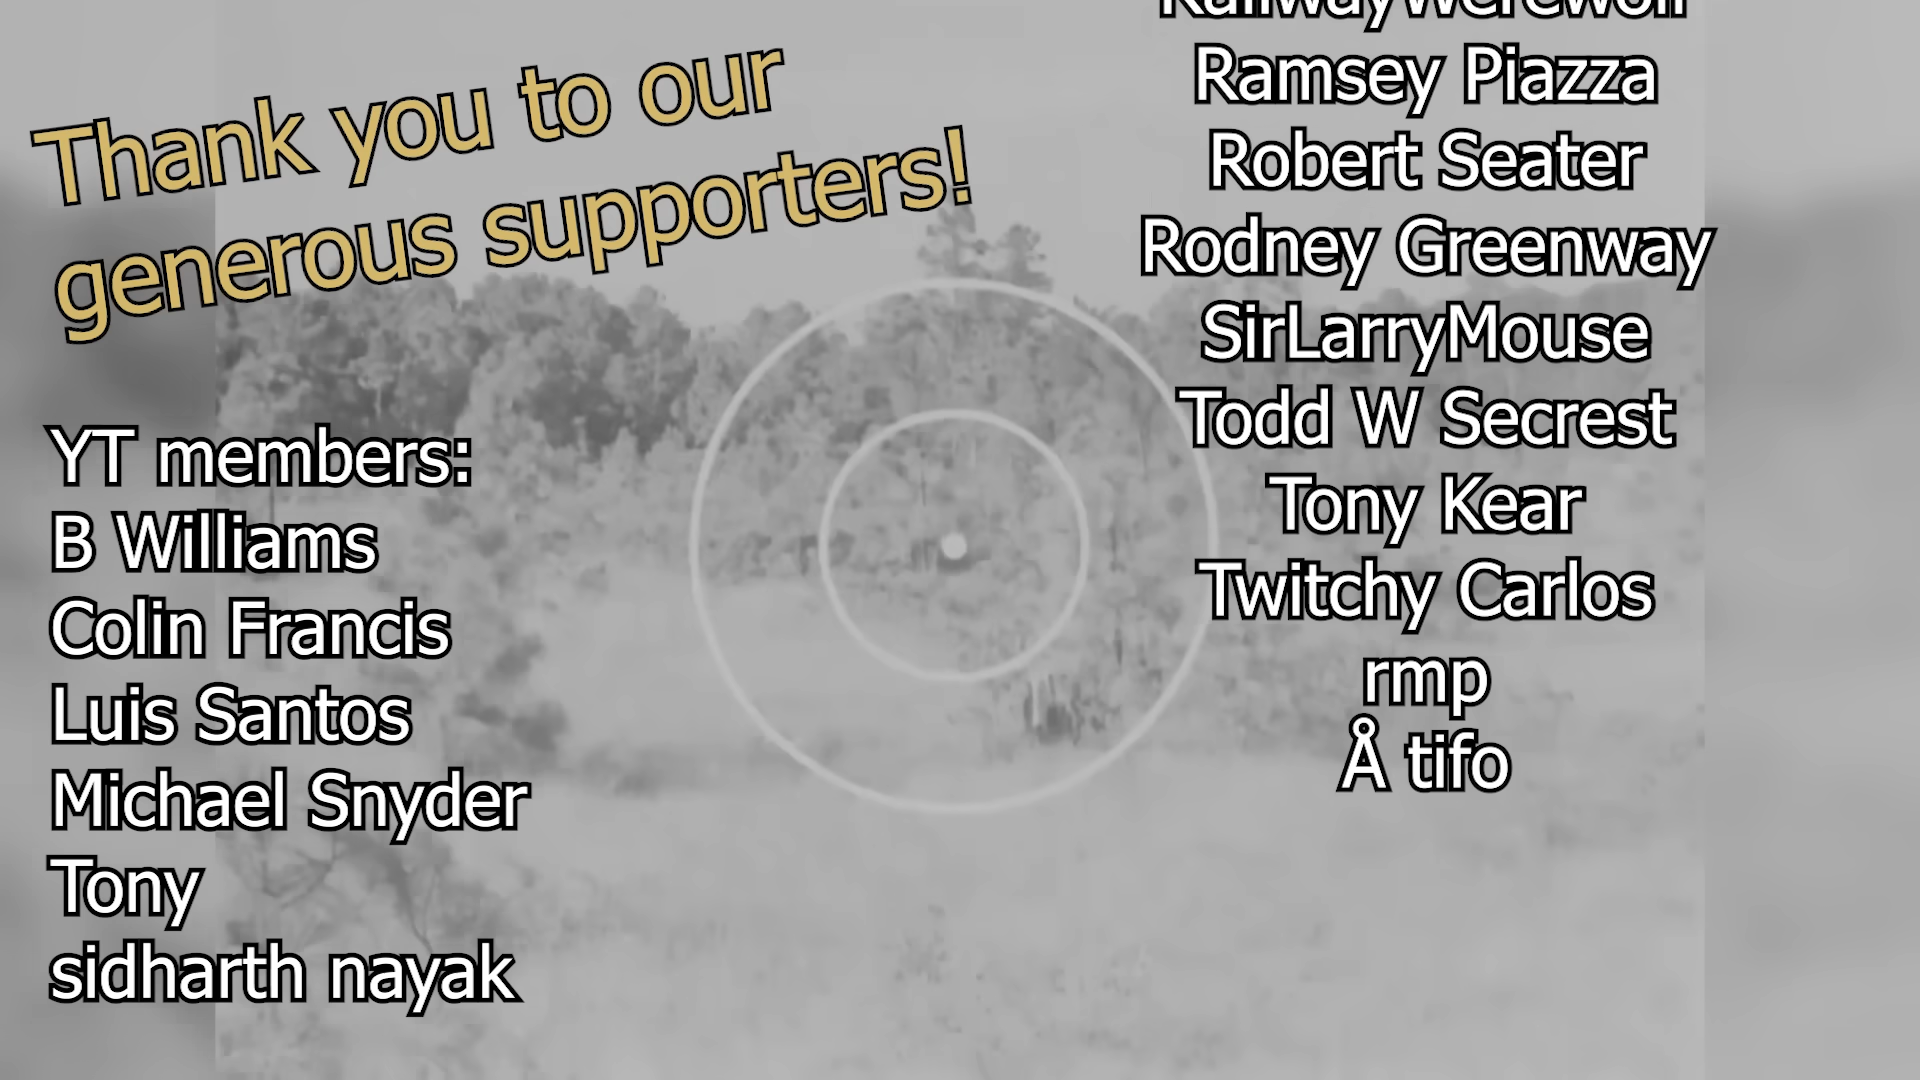 Thank you to our
generous supporters!
YT members:
B Williams
Colin Francis
Luis Santos
Michael Snyder
Tony
sidharth nayak
RailwayWerewolf
Ramsey Piazza
Robert Seater
Rodney Greenway
SirLarryMouse
Todd W Secrest
Tony Kear
Twitchy Carlos
rmp
Å tifo